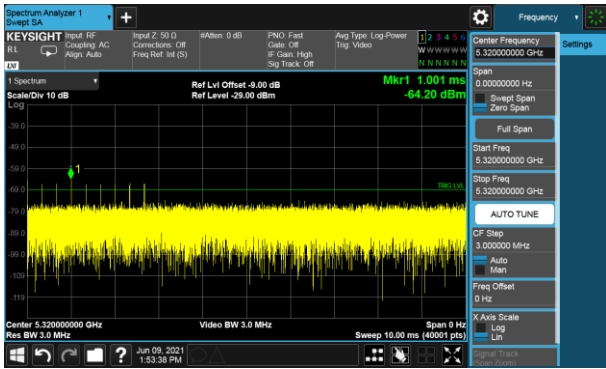 Spectrum Analyzer 1
Swept SA
Frequency
KEYSIGHT
R L
LNI
Input: RF
Coupling: AC
Align: Auto
Input Z: 50 Ω
Corrections: Off
Freq Ref: Int (S)
#Atten: 0 dB
PNO: Fast
Gate: Off
IF Gain: High
Sig Track: Off
Avg Type: Log-Power
Trig: Video
1 2 3 4 5 6
W W W W W W
N N N N N N
1 Spectrum
Scale/Div 10 dB
Log
Ref Lvl Offset -9.00 dB
Ref Level -29.00 dBm
Mkr1 1.001 ms
-64.20 dBm
-39.0
-49.0
-59.0
-69.0
-79.0
-89.0
-99.0
-109
-119
1
TRIG LVL
Center 5.320000000 GHz
Res BW 3.0 MHz
Video BW 3.0 MHz
Span 0 Hz
Sweep 10.00 ms (40001 pts)
Jun 09, 2021
1:53:38 PM
?
Center Frequency
5.320000000 GHz
Settings
Span
0.00000000 Hz
Swept Span
Zero Span
Full Span
Start Freq
5.320000000 GHz
Stop Freq
5.320000000 GHz
AUTO TUNE
CF Step
3.000000 MHz
Auto
Man
Freq Offset
0 Hz
X Axis Scale
Log
Lin
Signal Track
(Span Zoom)